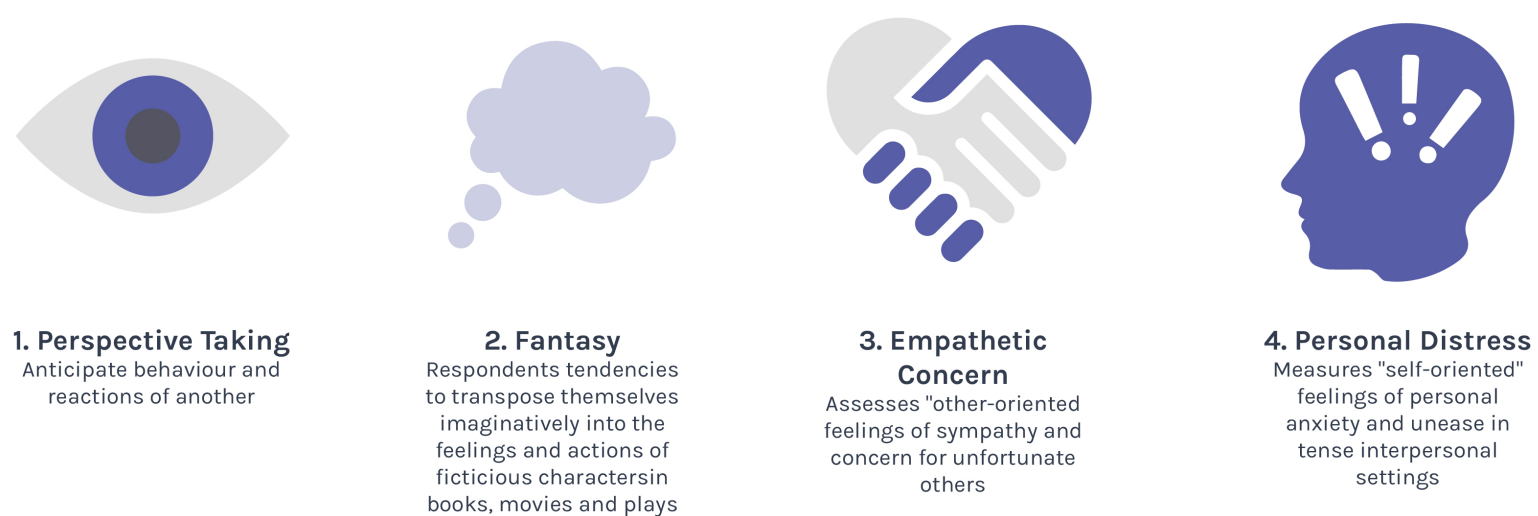 1. Perspective Taking
Anticipate behaviour and
reactions of another
2. Fantasy
Respondents tendencies
to transpose themselves
imaginatively into the
feelings and actions of
ficticious charactersin
books, movies and plays
3. Empathetic
Concern
Assesses "other-oriented
feelings of sympathy and
concern for unfortunate
others
4. Personal Distress
Measures "self-oriented"
feelings of personal
anxiety and unease in
tense interpersonal
settings